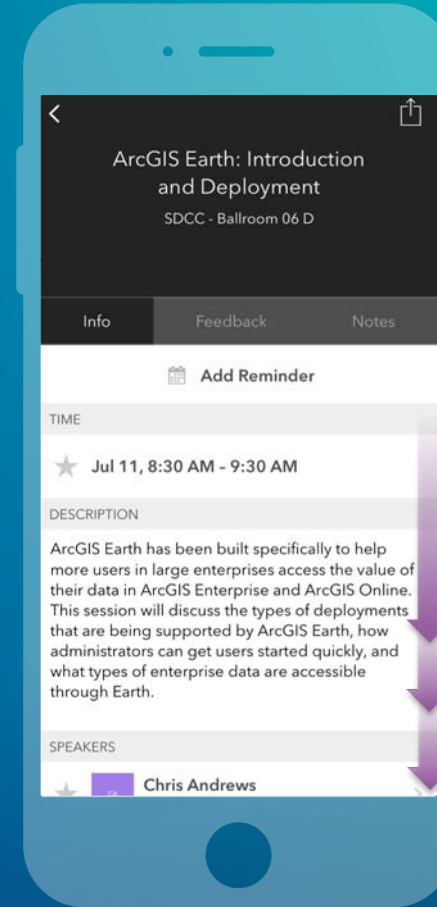 ArcGIS Earth: Introduction
and Deployment
SDCC - Ballroom 06 D
Info Feedback Notes
Add Reminder
TIME
Jul 11, 8:30 AM – 9:30 AM
DESCRIPTION
ArcGIS Earth has been built specifically to help
more users in large enterprises access the value of
their data in ArcGIS Enterprise and ArcGIS Online.
This session will discuss the types of deployments
that are being supported by ArcGIS Earth, how
administrators can get users started quickly, and
what types of enterprise data are accessible
through Earth.
SPEAKERS
CA Chris Andrews